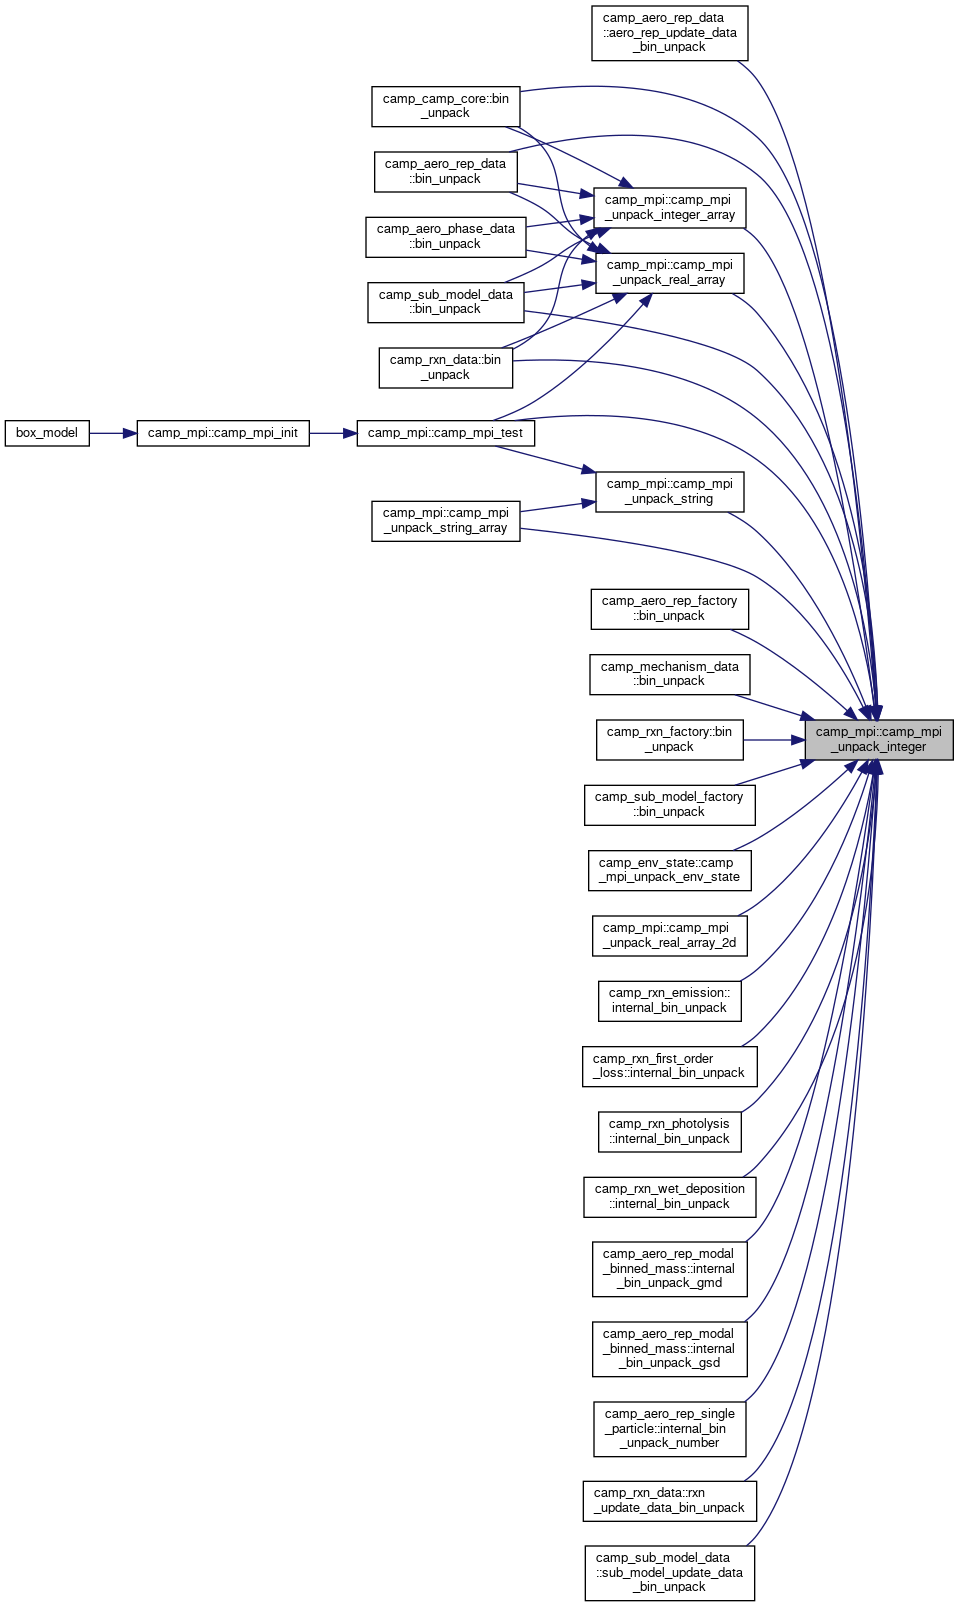 camp_aero_rep_data
::aero_rep_update_data
_bin_unpack
camp_camp_core::bin
_unpack
camp_aero_rep_data
::bin_unpack
camp_mpi::camp_mpi
_unpack_integer_array
camp_aero_phase_data
::bin_unpack
camp_mpi::camp_mpi
_unpack_real_array
camp_sub_model_data
::bin_unpack
camp_rxn_data::bin
_unpack
box_model
camp_mpi::camp_mpi_init
camp_mpi::camp_mpi_test
camp_mpi::camp_mpi
_unpack_string
camp_mpi::camp_mpi
_unpack_string_array
camp_aero_rep_factory
::bin_unpack
camp_mechanism_data
::bin_unpack
camp_rxn_factory::bin
_unpack
camp_mpi::camp_mpi
_unpack_integer
camp_sub_model_factory
::bin_unpack
camp_env_state::camp
_mpi_unpack_env_state
camp_mpi::camp_mpi
_unpack_real_array_2d
camp_rxn_emission::
internal_bin_unpack
camp_rxn_first_order
_loss::internal_bin_unpack
camp_rxn_photolysis
::internal_bin_unpack
camp_rxn_wet_deposition
::internal_bin_unpack
camp_aero_rep_modal
_binned_mass::internal
_bin_unpack_gmd
camp_aero_rep_modal
_binned_mass::internal
_bin_unpack_gsd
camp_aero_rep_single
_particle::internal_bin
_unpack_number
camp_rxn_data::rxn
_update_data_bin_unpack
camp_sub_model_data
::sub_model_update_data
_bin_unpack